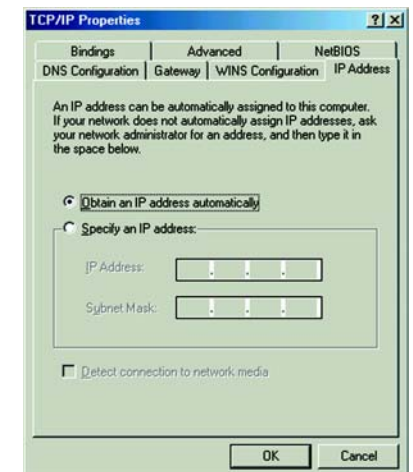 TCP/IP Properties
Bindings Advanced NetBIOS
DNS Configuration Gateway WINS Configuration IP Address
An IP address can be automatically assigned to this computer.
If your network does not automatically assign IP addresses, ask
your network administrator for an address, and then type it in
the space below.
Obtain an IP address automatically
Specify an IP address:
IP Address:
Subnet Mask:
Detect connection to network media
OK Cancel